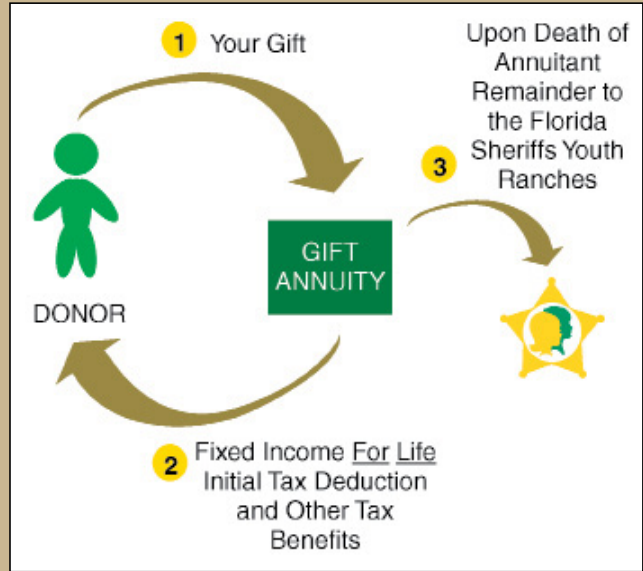 1 Your Gift
Upon Death of
Annuitant
Remainder to
the Florida
3 Sheriffs Youth
Ranches
GIFT
ANNUITY
DONOR
2 Fixed Income For Life
Initial Tax Deduction
and Other Tax
Benefits